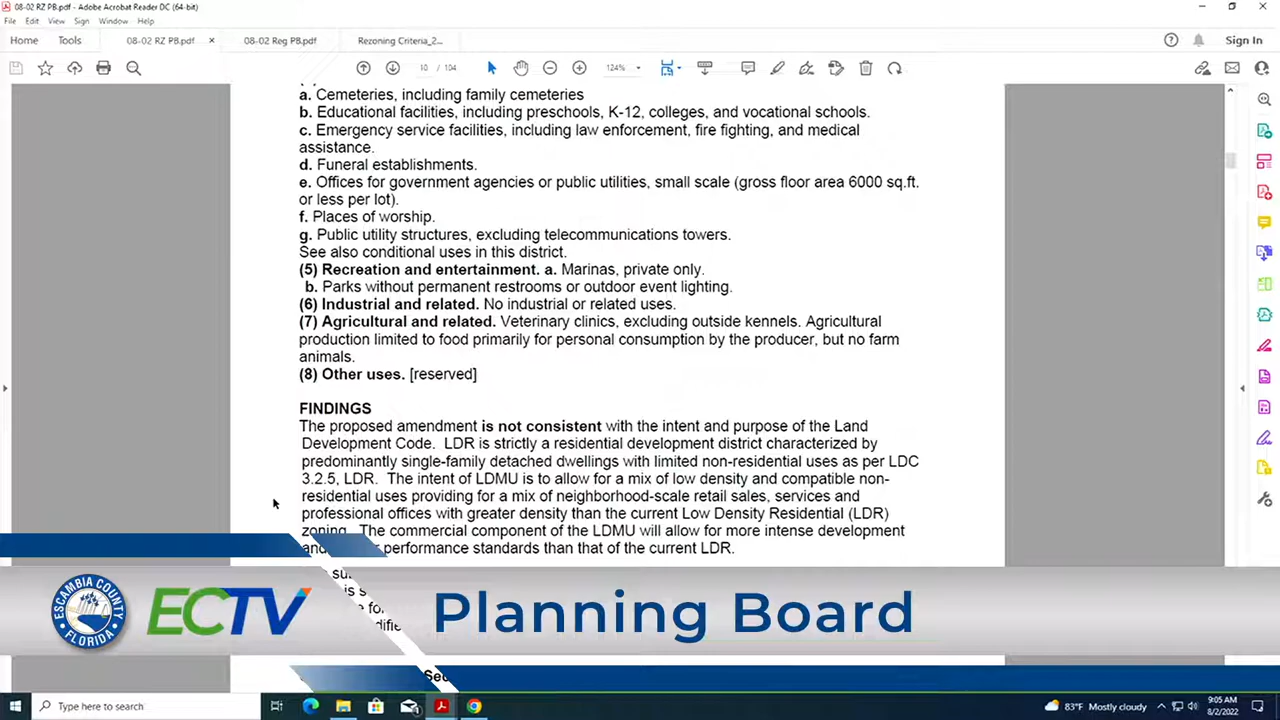 08-02 RZ PB.pdf - Adobe Acrobat Reader DC (64-bit)
File Edit View Sign Window Help
Home Tools 08-02 RZ PB.pdf × 08-02 Reg PB.pdf Rezoning Criteria_2... Sign In
10 / 104 124%
a. Cemeteries, including family cemeteries
b. Educational facilities, including preschools, K-12, colleges, and vocational schools.
c. Emergency service facilities, including law enforcement, fire fighting, and medical
assistance.
d. Funeral establishments.
e. Offices for government agencies or public utilities, small scale (gross floor area 6000 sq.ft.
or less per lot).
f. Places of worship.
g. Public utility structures, excluding telecommunications towers.
See also conditional uses in this district.
(5) Recreation and entertainment. a. Marinas, private only.
b. Parks without permanent restrooms or outdoor event lighting.
(6) Industrial and related. No industrial or related uses.
(7) Agricultural and related. Veterinary clinics, excluding outside kennels. Agricultural
production limited to food primarily for personal consumption by the producer, but no farm
animals.
(8) Other uses. [reserved]
FINDINGS
The proposed amendment is not consistent with the intent and purpose of the Land
Development Code. LDR is strictly a residential development district characterized by
predominantly single-family detached dwellings with limited non-residential uses as per LDC
3.2.5, LDR. The intent of LDMU is to allow for a mix of low density and compatible non-
residential uses providing for a mix of neighborhood-scale retail sales, services and
professional offices with greater density than the current Low Density Residential (LDR)
zoning. The commercial component of the LDMU will allow for more intense development
performance standards than that of the current LDR.
ESCAMBIA COUNTY
FLORIDA
ECTV
Planning Board
Type here to search
83°F Mostly cloudy
9:05 AM
8/2/2022